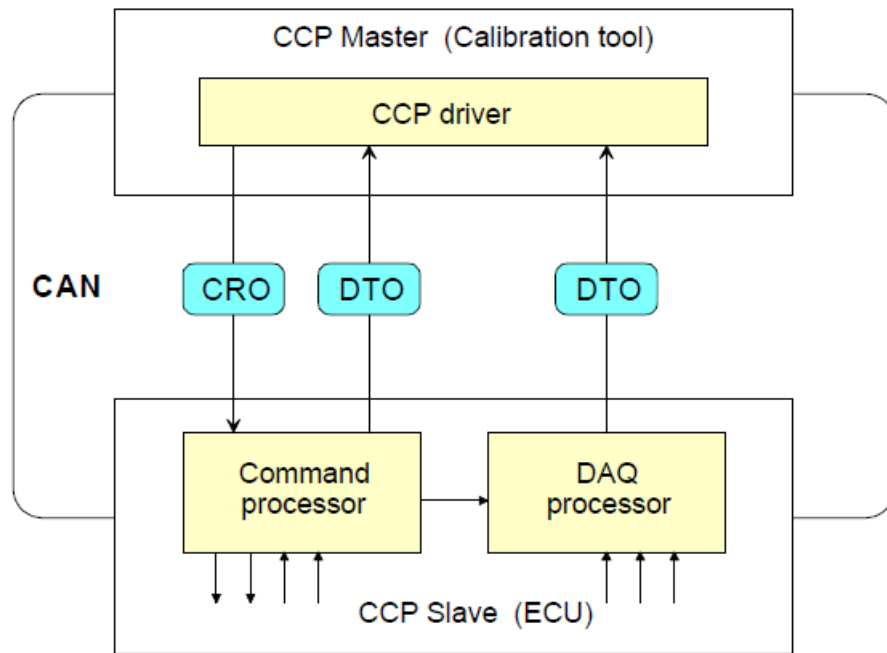 CCP Master (Calibration tool)
CCP driver
CAN
CRO
DTO
DTO
Command
processor
DAQ
processor
CCP Slave (ECU)